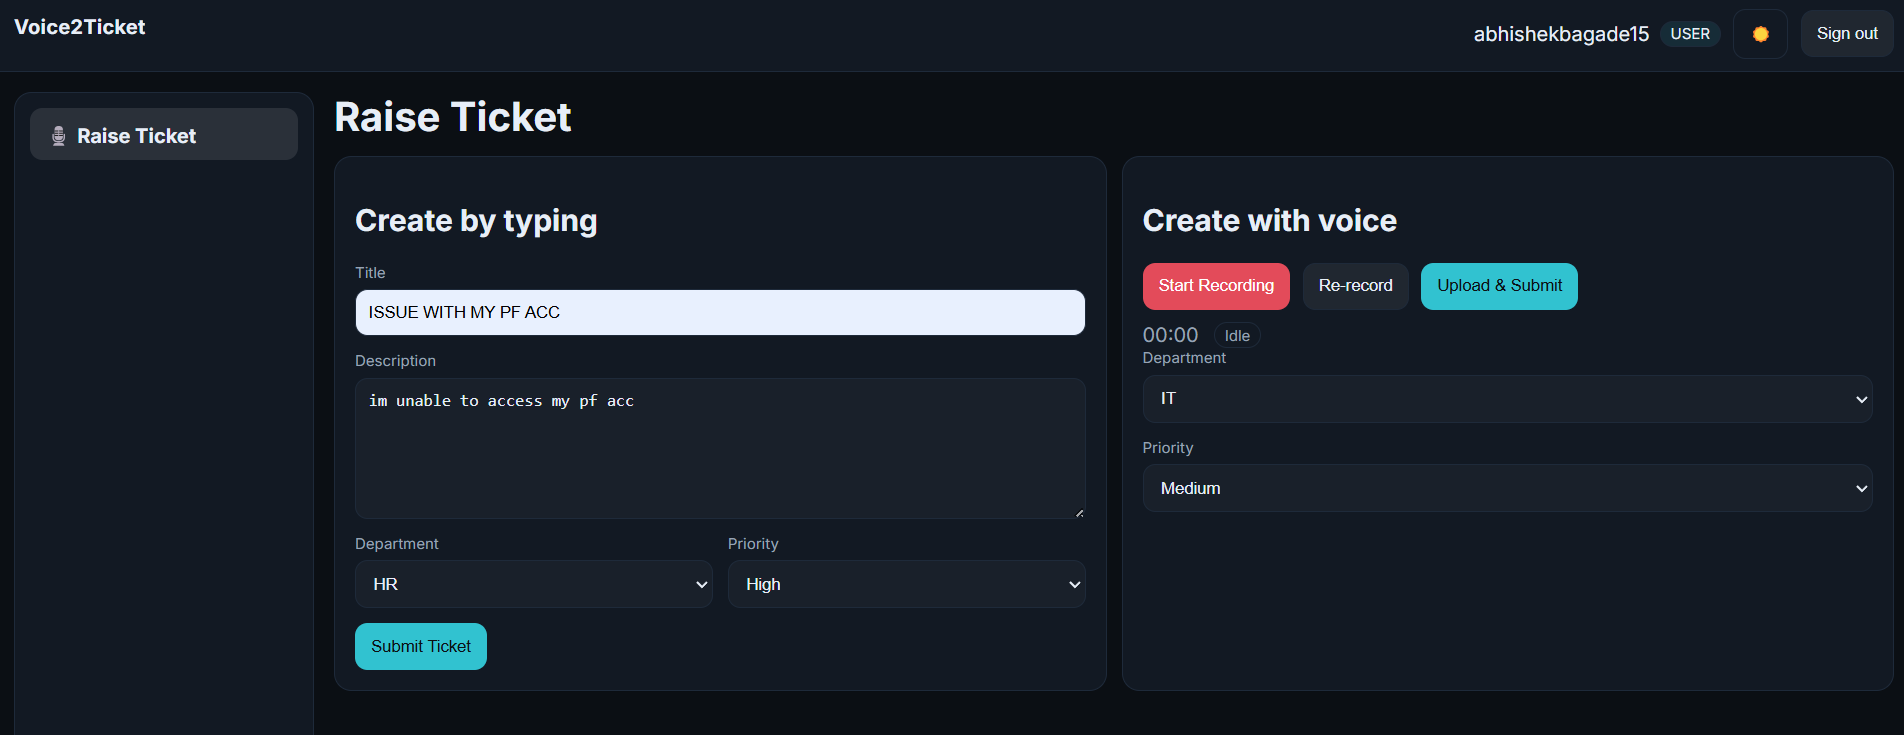 Voice2Ticket
abhishekbagade15 USER Sign out
Raise Ticket
Raise Ticket
Create by typing
Title
ISSUE WITH MY PF ACC
Description
im unable to access my pf acc
Department Priority
HR High
Submit Ticket
Create with voice
Start Recording Re-record Upload & Submit
00:00 Idle
Department
IT
Priority
Medium